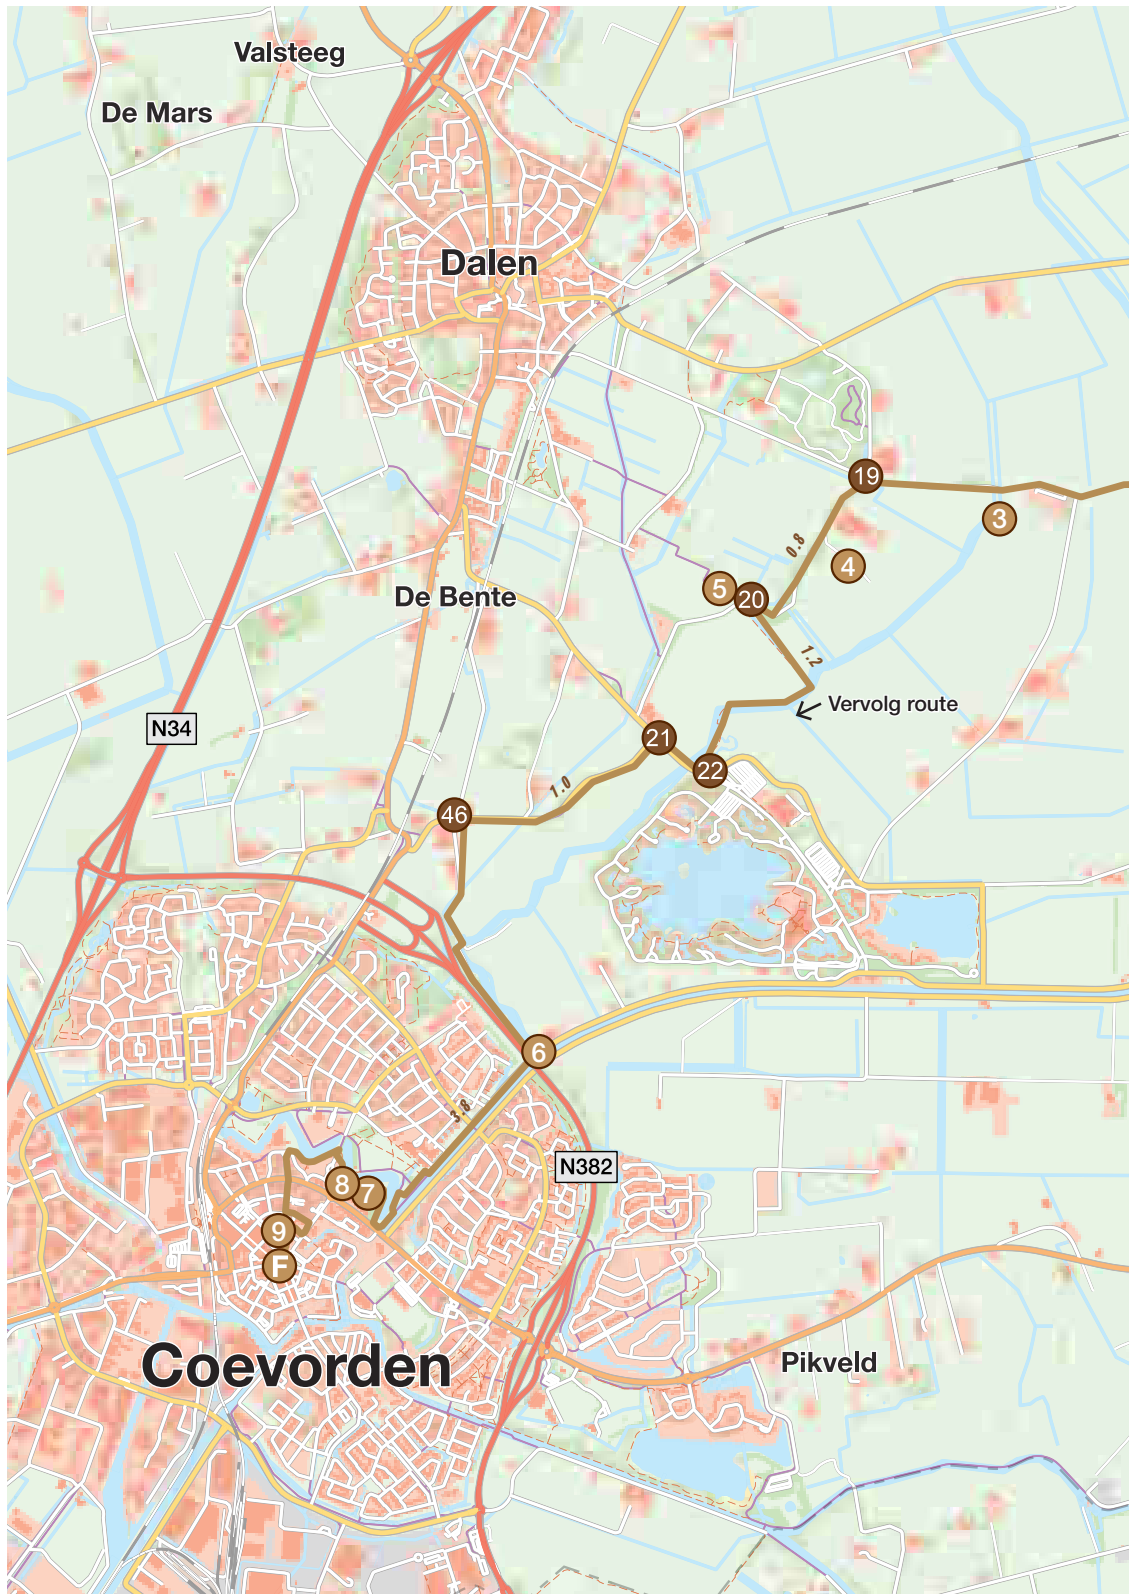 Valsteeg
De Mars
Dalen
19
3
0.8
4
5
20
De Bente
1.2
Vervolg route
N34
21
22
1.0
46
6
3.8
N382
8
7
9
F
Coevorden
Pikveld